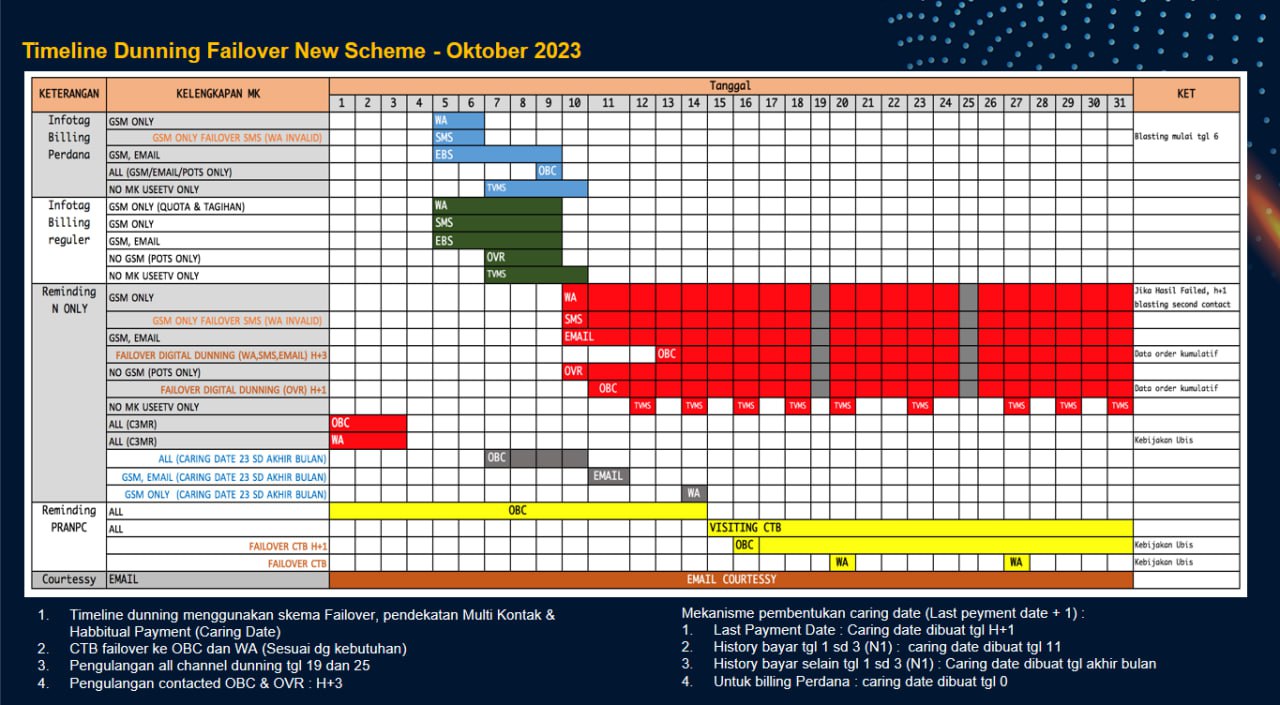 Timeline Dunning Failover New Scheme - Oktober 2023
KETERANGAN KELENGKAPAN MK Tanggal KET
1 2 3 4 5 6 7 8 9 10 11 12 13 14 15 16 17 18 19 20 21 22 23 24 25 26 27 28 29 30 31
Infotag Billing Perdana
GSM ONLY WA
GSM ONLY FAILOVER SMS (WA INVALID) SMS Blasting mulai tgl 6
GSM, EMAIL EBS
ALL (GSM/EMAIL/POTS ONLY) OBC
NO MK USEETV ONLY TVMS
Infotag Billing reguler
GSM ONLY (QUOTA & TAGIHAN) WA
GSM ONLY SMS
GSM, EMAIL EBS
NO GSM (POTS ONLY) OVR
NO MK USEETV ONLY TVMS
Reminding N ONLY
GSM ONLY WA Jika Hasil Failed, h+1 blasting second contact
GSM ONLY FAILOVER SMS (WA INVALID) SMS
GSM, EMAIL EMAIL
FAILOVER DIGITAL DUNNING (WA,SMS,EMAIL) H+3 OBC Data order kumulatif
NO GSM (POTS ONLY) OVR
FAILOVER DIGITAL DUNNING (OVR) H+1 OBC Data order kumulatif
NO MK USEETV ONLY TVMS TVMS TVMS TVMS TVMS TVMS TVMS TVMS TVMS
ALL (C3MR) OBC
ALL (C3MR) WA Kebijakan Ubis
ALL (CARING DATE 23 SD AKHIR BULAN) OBC
GSM, EMAIL (CARING DATE 23 SD AKHIR BULAN) EMAIL
GSM ONLY (CARING DATE 23 SD AKHIR BULAN) WA
Reminding PRANPC
ALL OBC
ALL VISITING CTB
FAILOVER CTB H+1 OBC Kebijakan Ubis
FAILOVER CTB WA WA Kebijakan Ubis
Courtessy EMAIL EMAIL COURTESSY
1. Timeline dunning menggunakan skema Failover, pendekatan Multi Kontak &
Habbitual Payment (Caring Date)
2. CTB failover ke OBC dan WA (Sesuai dg kebutuhan)
3. Pengulangan all channel dunning tgl 19 dan 25
4. Pengulangan contacted OBC & OVR : H+3
Mekanisme pembentukan caring date (Last peyment date + 1) :
1. Last Payment Date : Caring date dibuat tgl H+1
2. History bayar tgl 1 sd 3 (N1) : caring date dibuat tgl 11
3. History bayar selain tgl 1 sd 3 (N1) : Caring date dibuat tgl akhir bulan
4. Untuk billing Perdana : caring date dibuat tgl 0